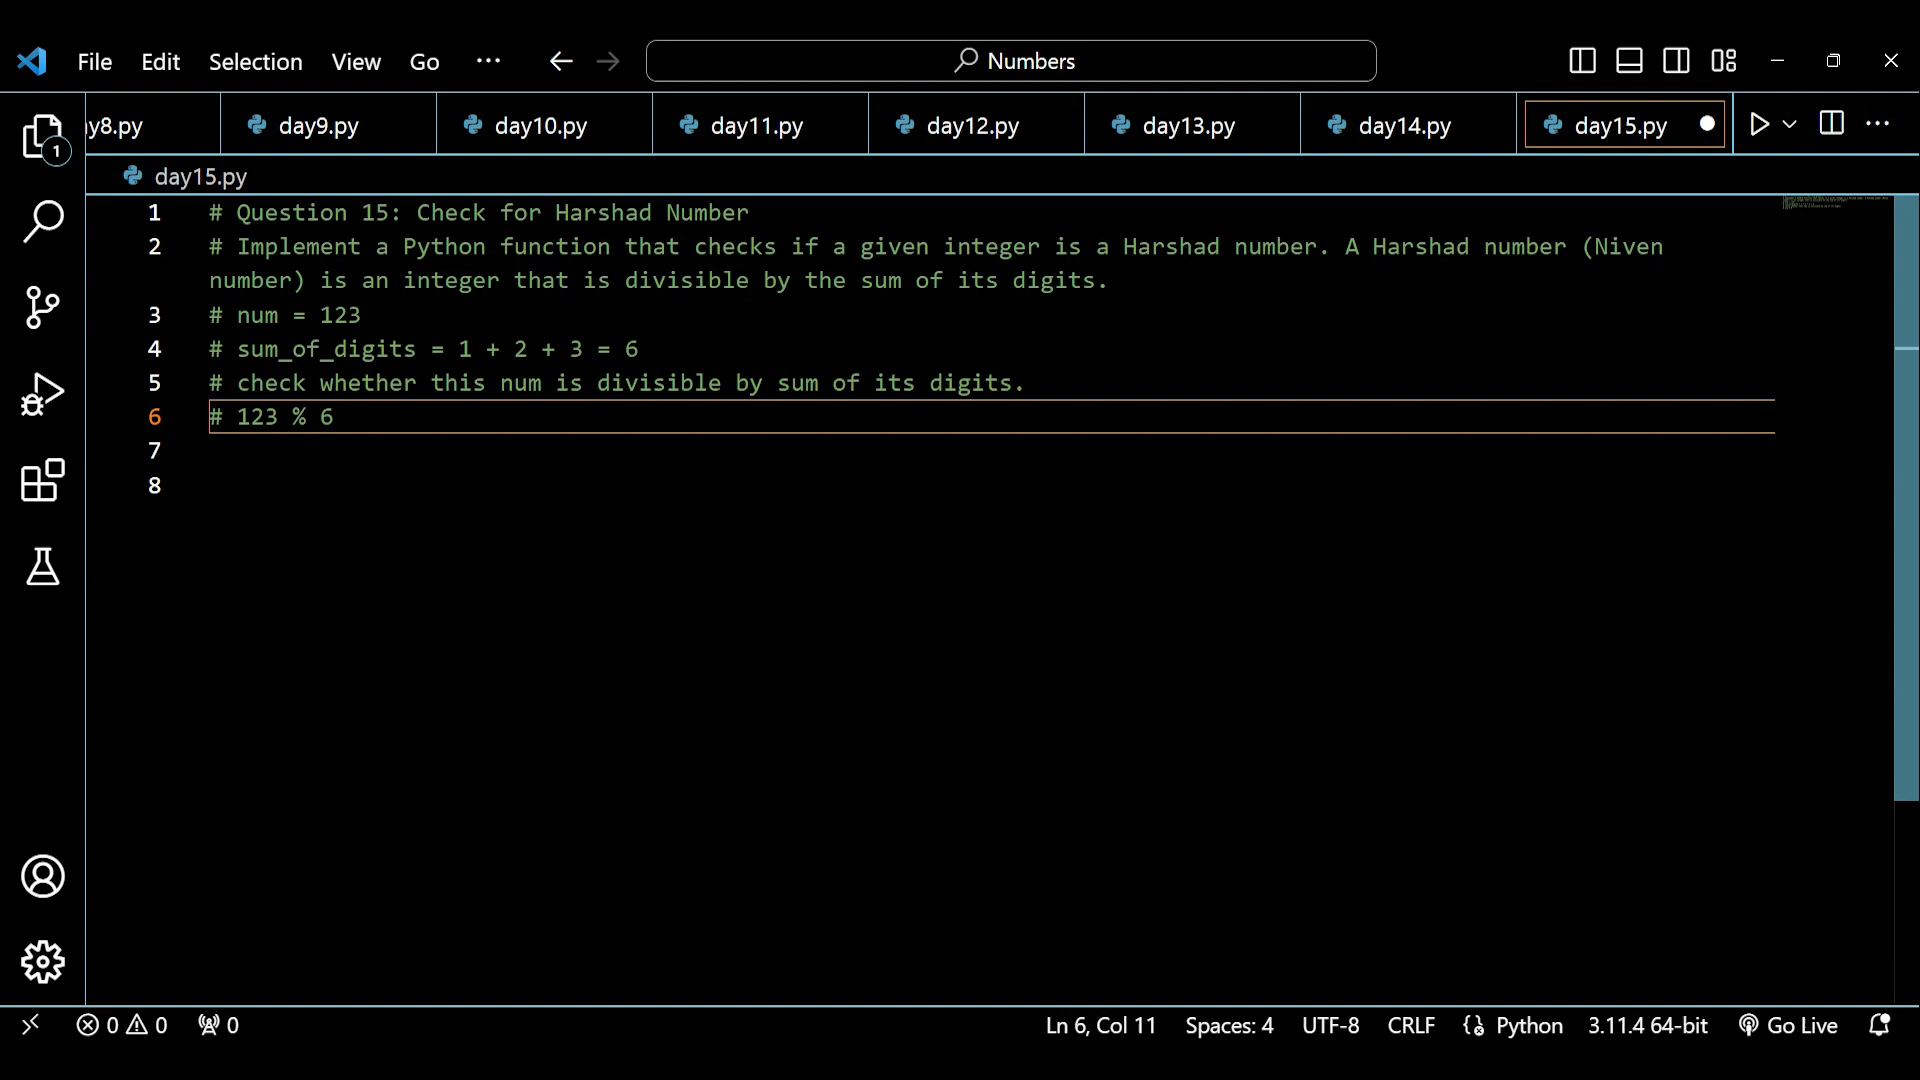 File Edit Selection View Go ··· Numbers
y8.py day9.py day10.py day11.py day12.py day13.py day14.py day15.py
1
day15.py
1 # Question 15: Check for Harshad Number
2 # Implement a Python function that checks if a given integer is a Harshad number. A Harshad number (Niven
number) is an integer that is divisible by the sum of its digits.
3 # num = 123
4 # sum_of_digits = 1 + 2 + 3 = 6
5 # check whether this num is divisible by sum of its digits.
6 # 123 % 6
7
8
0 0 0 Ln 6, Col 11 Spaces: 4 UTF-8 CRLF Python 3.11.4 64-bit Go Live